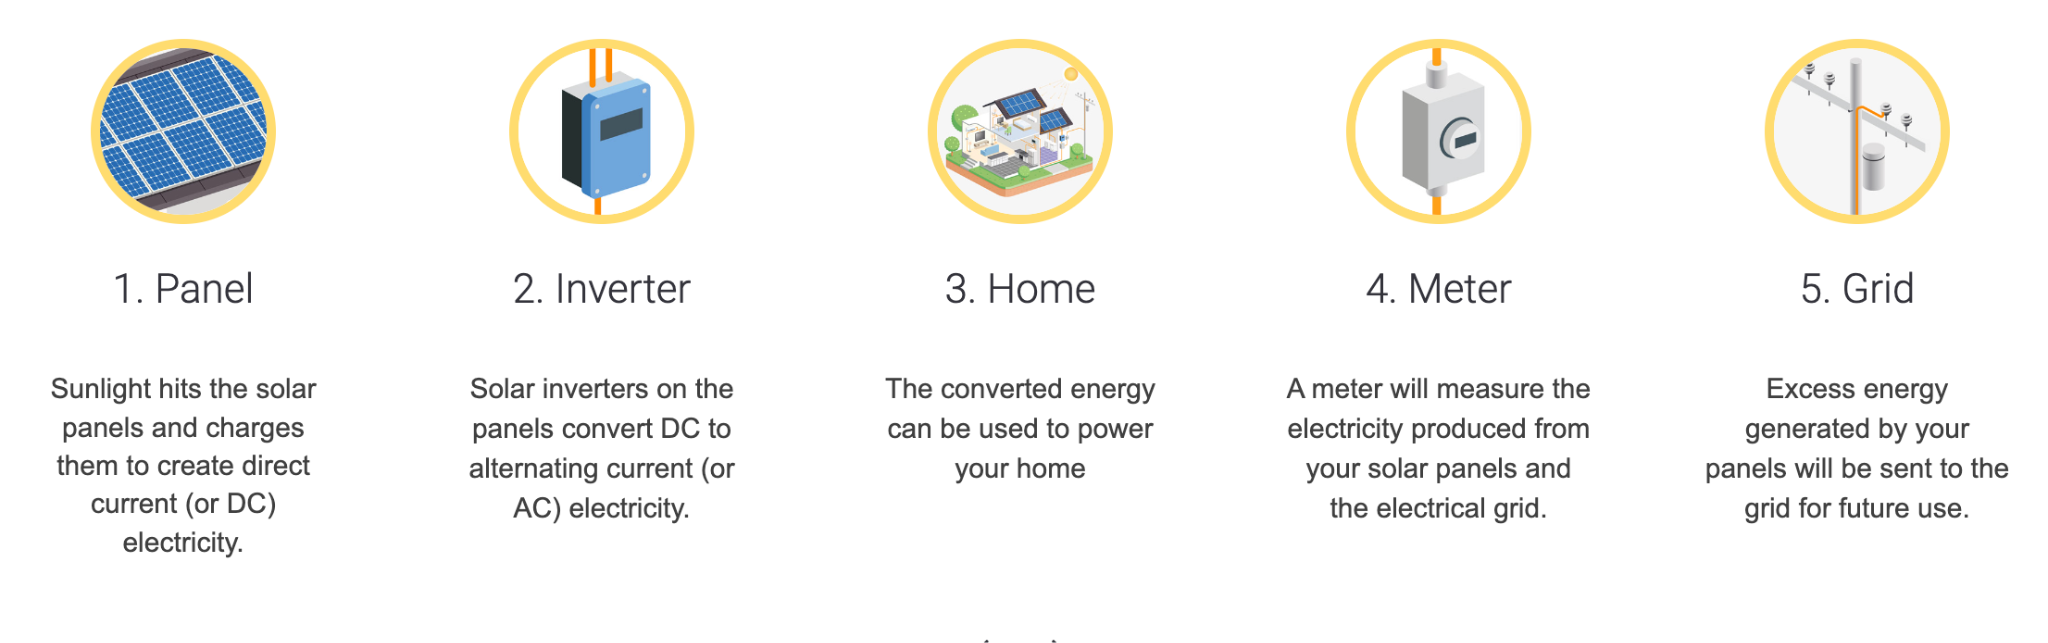 1. Panel
Sunlight hits the solar
panels and charges
them to create direct
current (or DC)
electricity.
2. Inverter
Solar inverters on the
panels convert DC to
alternating current (or
AC) electricity.
3. Home
The converted energy
can be used to power
your home
4. Meter
A meter will measure the
electricity produced from
your solar panels and
the electrical grid.
5. Grid
Excess energy
generated by your
panels will be sent to the
grid for future use.